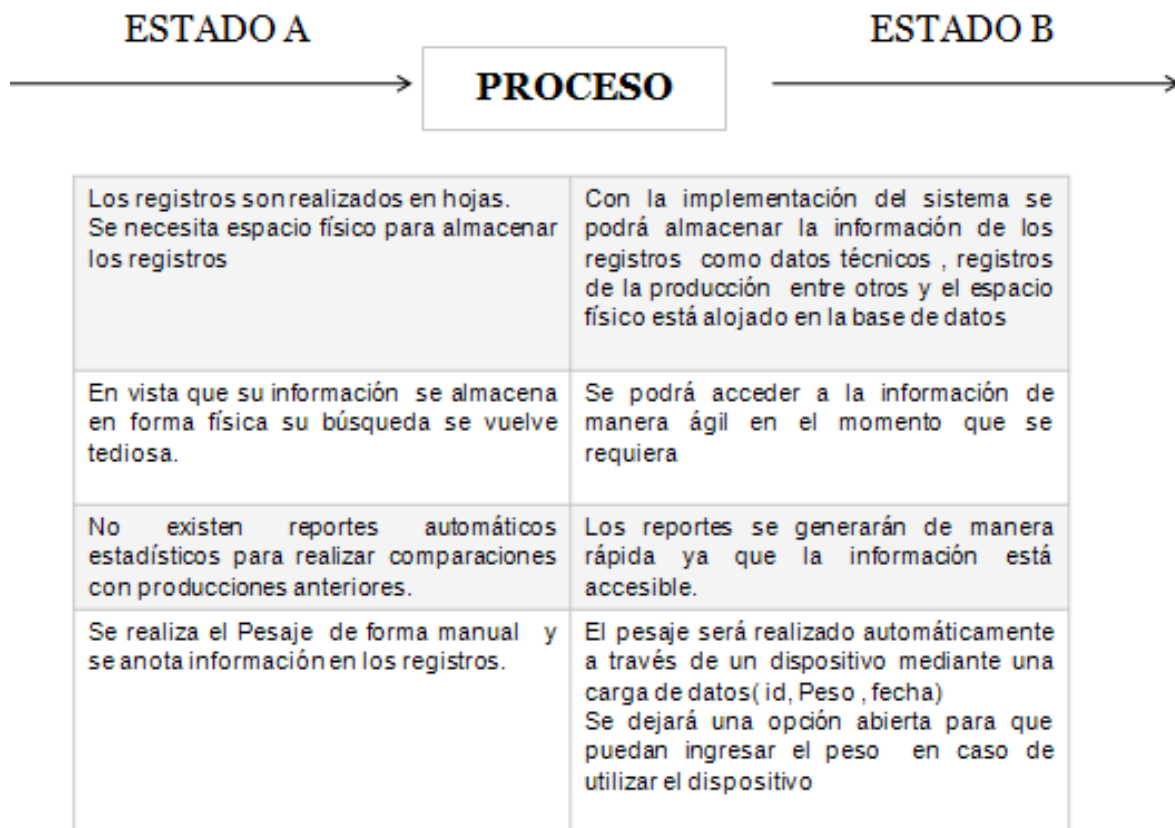 ESTADO A
ESTADO B
PROCESO
Los registros son realizados en hojas.
Se necesita espacio físico para almacenar
los registros
Con la implementación del sistema se
podrá almacenar la información de los
registros como datos técnicos , registros
de la producción entre otros y el espacio
físico está alojado en la base de datos
En vista que su información se almacena
en forma física su búsqueda se vuelve
tediosa.
Se podrá acceder a la información de
manera ágil en el momento que se
requiera
No existen reportes automáticos
estadísticos para realizar comparaciones
con producciones anteriores.
Los reportes se generarán de manera
rápida ya que la información está
accesible.
Se realiza el Pesaje de forma manual y
se anota información en los registros.
El pesaje será realizado automáticamente
a través de un dispositivo mediante una
carga de datos( id, Peso , fecha)
Se dejará una opción abierta para que
puedan ingresar el peso en caso de
utilizar el dispositivo